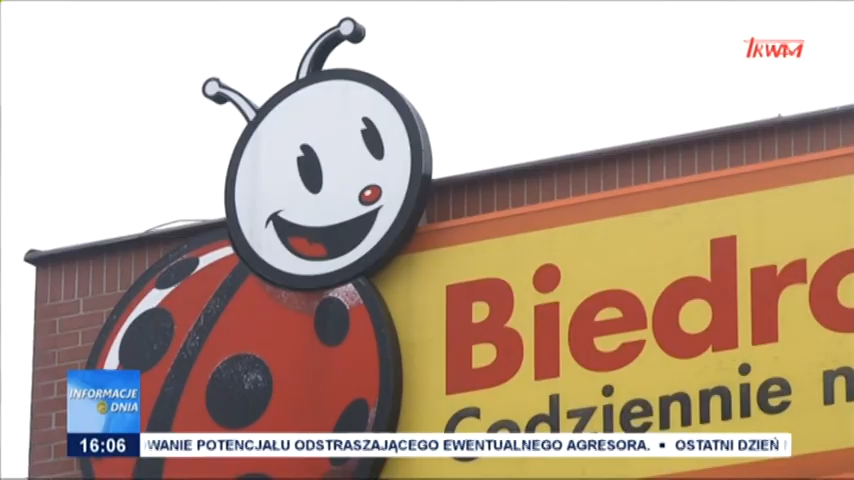 TRWAM
Biedro
Codziennie n
INFORMACJE
DNIA
16:06 WANIE POTENCJAŁU ODSTRASZAJĄCEGO EWENTUALNEGO AGRESORA. ▪ OSTATNI DZIEŃ